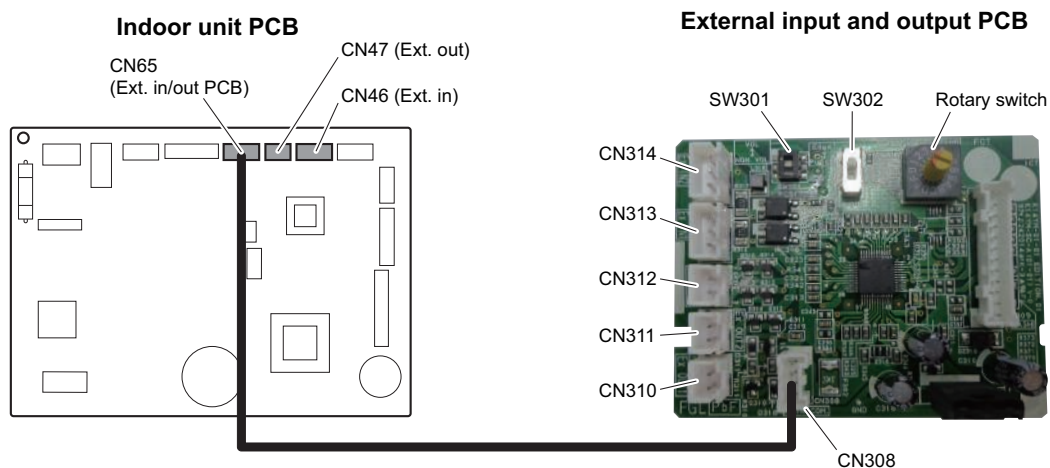 Indoor unit PCB
External input and output PCB
CN47 (Ext. out)
CN65
(Ext. in/out PCB)
CN46 (Ext. in)
SW301
SW302
Rotary switch
CN314
CN313
CN312
CN311
CN310
CN308